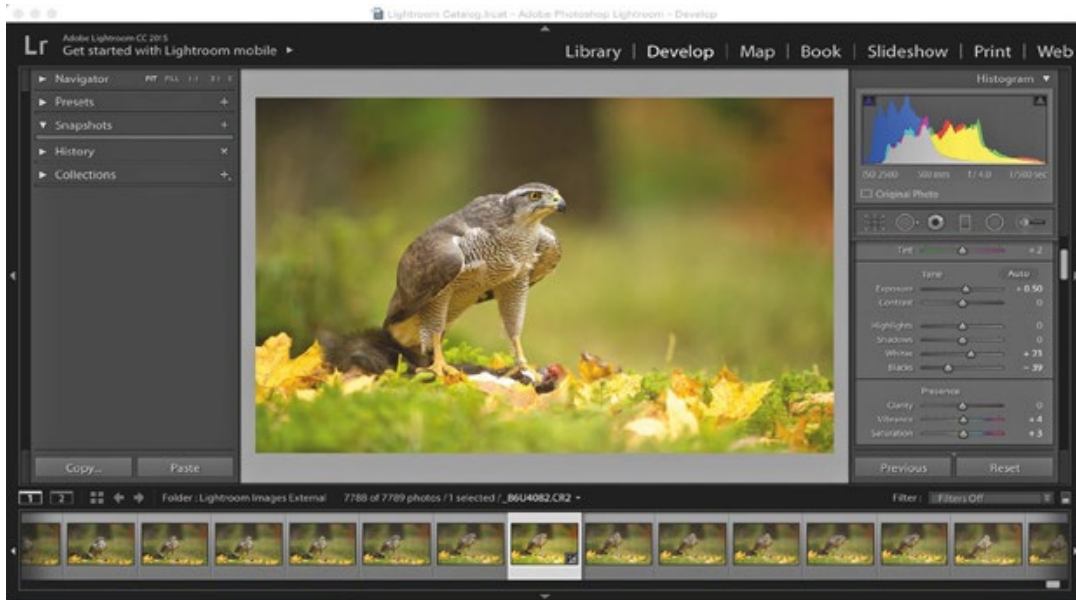 Lightroom Catalog.lrcat - Adobe Photoshop Lightroom - Develop
Lr
Adobe Lightroom CC 2015
Get started with Lightroom mobile
Library | Develop | Map | Book | Slideshow | Print | Web
Navigator FIT FILL 1:1
Presets
Snapshots
History
Collections
Copy...
Paste
Histogram
ISO 2500 500 mm f / 4.0 1/500 sec
Original Photo
Tint + 2
Tone Auto
Exposure + 0.50
Contrast 0
Highlights 0
Shadows 0
Whites + 21
Blacks - 39
Presence
Clarity 0
Vibrance + 4
Saturation + 3
Previous
Reset
1 2 Folder : Lightroom Images External 7788 of 7789 photos / 1 selected / _B6U4082.CR2
Filter : Filters Off